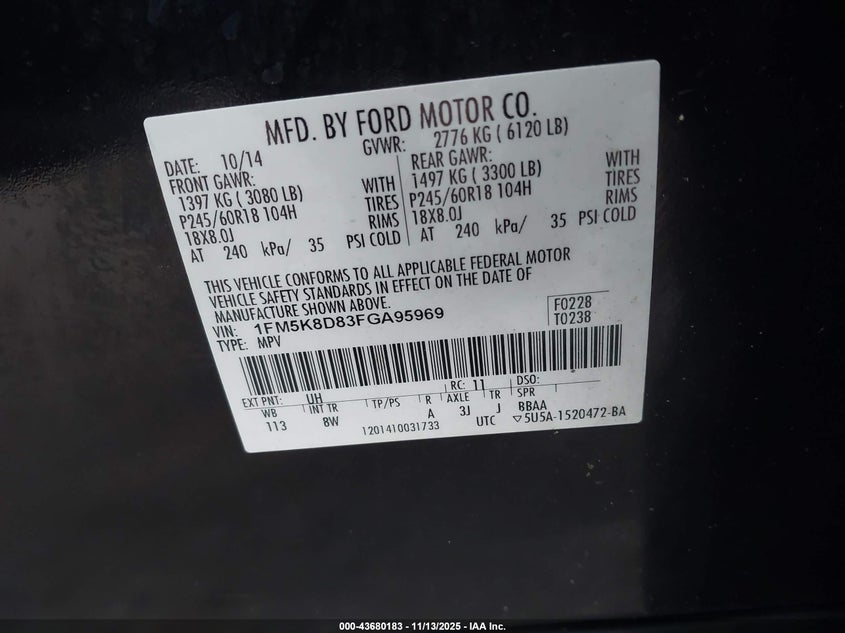 MFD. BY FORD MOTOR CO.
DATE: 10/14 GVWR: 2776 KG ( 6120 LB)
FRONT GAWR: REAR GAWR:
1397 KG ( 3080 LB) WITH 1497 KG ( 3300 LB) WITH
P245/60R18 104H TIRES P245/60R18 104H TIRES
18X8.0J RIMS 18X8.0J RIMS
AT 240 kPa/ 35 PSI COLD AT 240 kPa/ 35 PSI COLD
THIS VEHICLE CONFORMS TO ALL APPLICABLE FEDERAL MOTOR
VEHICLE SAFETY STANDARDS IN EFFECT ON THE DATE OF
MANUFACTURE SHOWN ABOVE.
VIN: 1FM5K8D83FGA95969 F0228
TYPE: MPV T0238
EXT PNT: UH RC: 11 DSO:
WB INT TR TP/PS R AXLE TR SPR
113 8W A 3J J BBAA
1201410031733 UTC ▽5U5A-1520472-BA
000-43680183 - 11/13/2025 - IAA Inc.